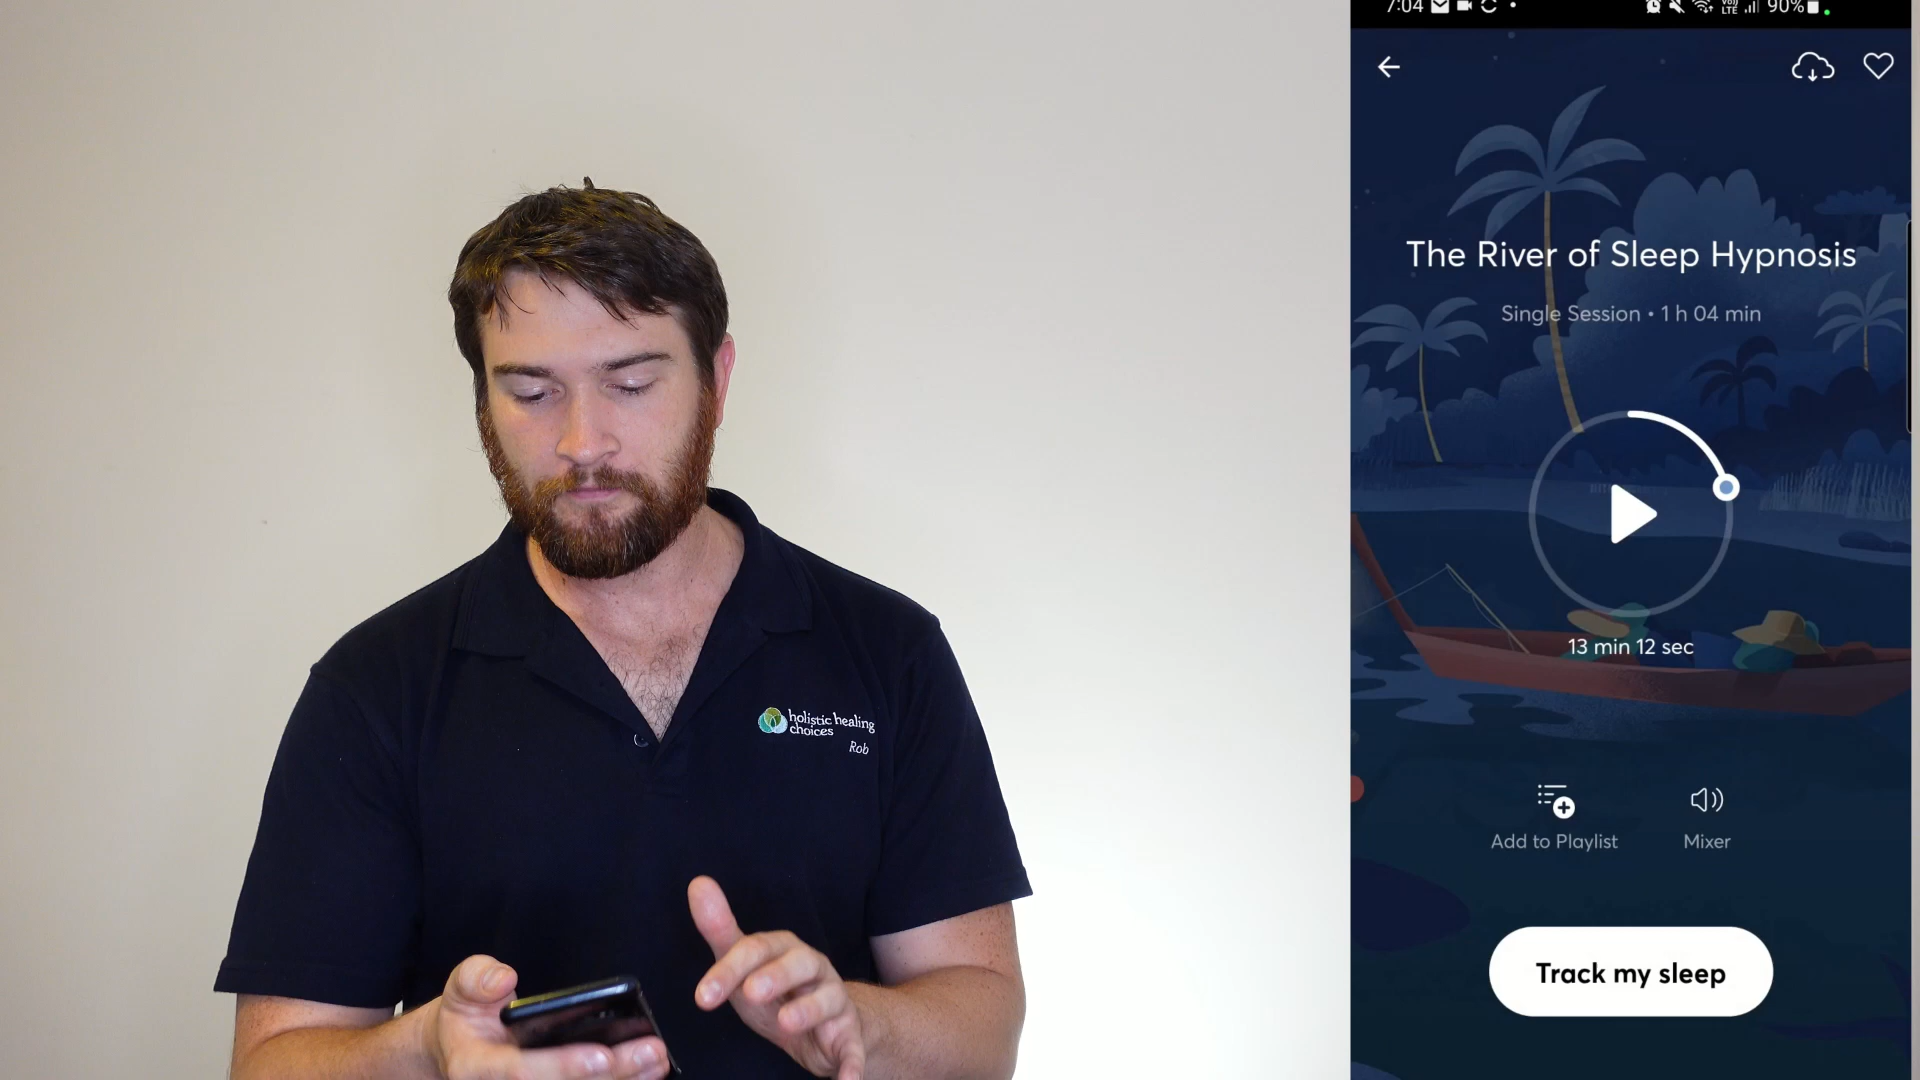 7:04
VoLTE
90%
The River of Sleep Hypnosis
Single Session • 1 h 04 min
13 min 12 sec
Add to Playlist
Mixer
Track my sleep
holistic healing
choices
Rob